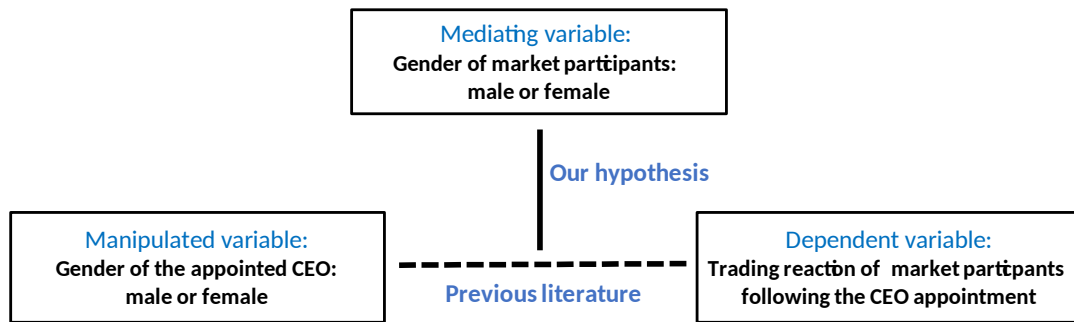 Mediating variable:
Gender of market participants:
male or female
Our hypothesis
Manipulated variable:
Gender of the appointed CEO:
male or female
Previous literature
Dependent variable:
Trading reaction of market partcpants
following the CEO appointment